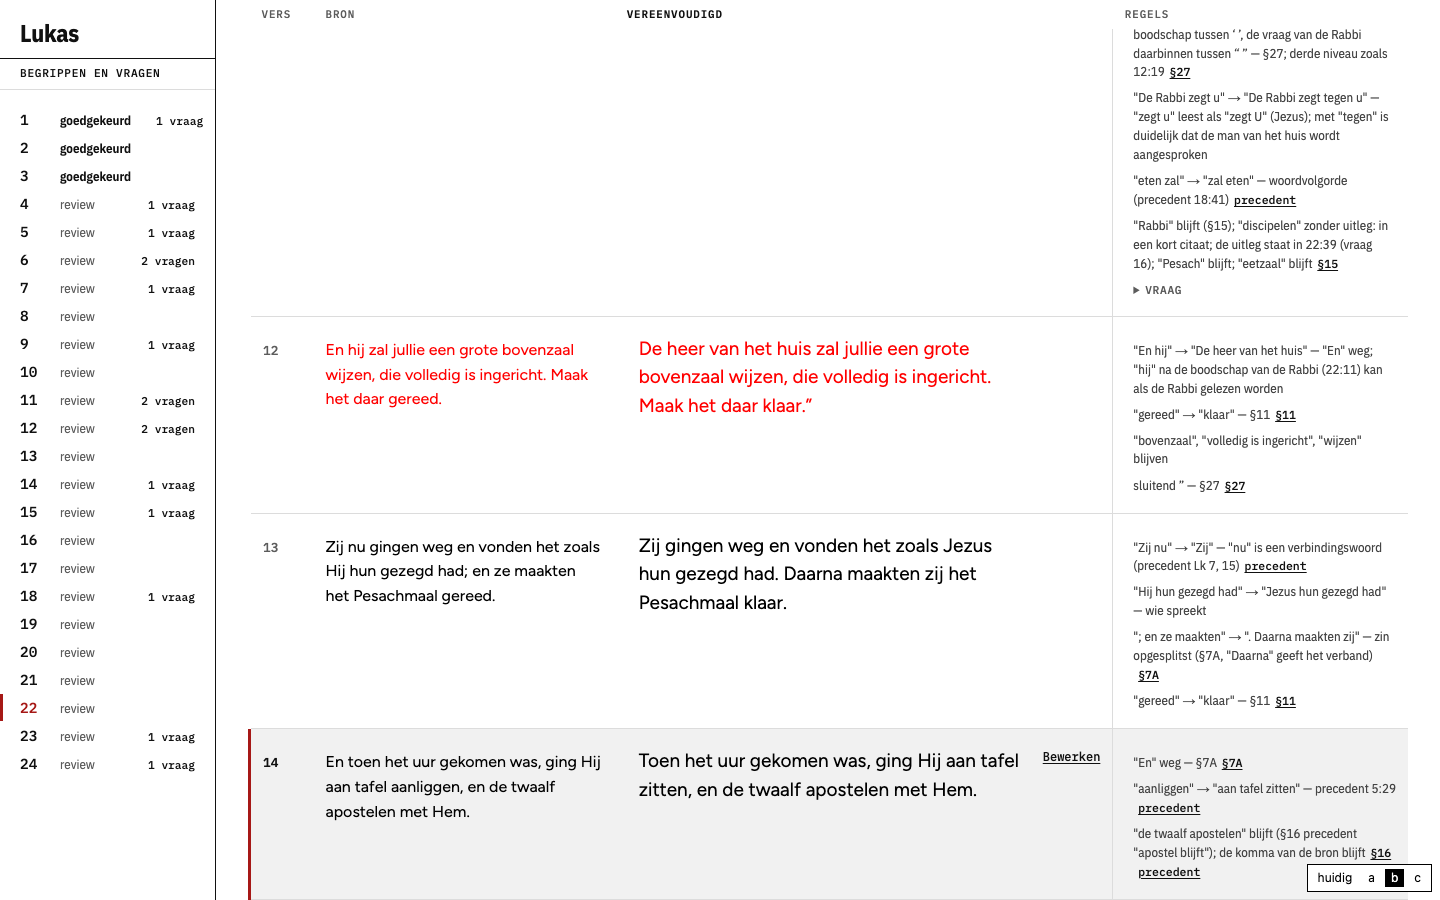 Lukas
BEGRIPPEN EN VRAGEN
1 goedgekeurd 1 vraag
2 goedgekeurd
3 goedgekeurd
4 review 1 vraag
5 review 1 vraag
6 review 2 vragen
7 review 1 vraag
8 review
9 review 1 vraag
10 review
11 review 2 vragen
12 review 2 vragen
13 review
14 review 1 vraag
15 review 1 vraag
16 review
17 review
18 review 1 vraag
19 review
20 review
21 review
22 review
23 review 1 vraag
24 review 1 vraag
VERS BRON VEREENVOUDIGD REGELS
boodschap tussen ‘ ’, de vraag van de Rabbi
daarbinnen tussen “ ” — §27; derde niveau zoals
12:19 §27
"De Rabbi zegt u" → "De Rabbi zegt tegen u" —
"zegt u" leest als "zegt U" (Jezus); met "tegen" is
duidelijk dat de man van het huis wordt
aangesproken
"eten zal" → "zal eten" — woordvolgorde
(precedent 18:41) precedent
"Rabbi" blijft (§15); "discipelen" zonder uitleg: in
een kort citaat; de uitleg staat in 22:39 (vraag
16); "Pesach" blijft; "eetzaal" blijft §15
▶ VRAAG
12
En hij zal jullie een grote bovenzaal
wijzen, die volledig is ingericht. Maak
het daar gereed.
De heer van het huis zal jullie een grote
bovenzaal wijzen, die volledig is ingericht.
Maak het daar klaar.”
"En hij" → "De heer van het huis" — "En" weg;
"hij" na de boodschap van de Rabbi (22:11) kan
als de Rabbi gelezen worden
"gereed" → "klaar" — §11 §11
"bovenzaal", "volledig is ingericht", "wijzen"
blijven
sluitend ” — §27 §27
13
Zij nu gingen weg en vonden het zoals
Hij hun gezegd had; en ze maakten
het Pesachmaal gereed.
Zij gingen weg en vonden het zoals Jezus
hun gezegd had. Daarna maakten zij het
Pesachmaal klaar.
"Zij nu" → "Zij" — "nu" is een verbindingswoord
(precedent Lk 7, 15) precedent
"Hij hun gezegd had" → "Jezus hun gezegd had"
— wie spreekt
"; en ze maakten" → ". Daarna maakten zij" — zin
opgesplitst (§7A, "Daarna" geeft het verband)
§7A
"gereed" → "klaar" — §11 §11
14
En toen het uur gekomen was, ging Hij
aan tafel aanliggen, en de twaalf
apostelen met Hem.
Toen het uur gekomen was, ging Hij aan tafel
zitten, en de twaalf apostelen met Hem.
Bewerken
"En" weg — §7A §7A
"aanliggen" → "aan tafel zitten" — precedent 5:29
precedent
"de twaalf apostelen" blijft (§16 precedent
"apostel blijft"); de komma van de bron blijft §16
precedent
huidig a b c